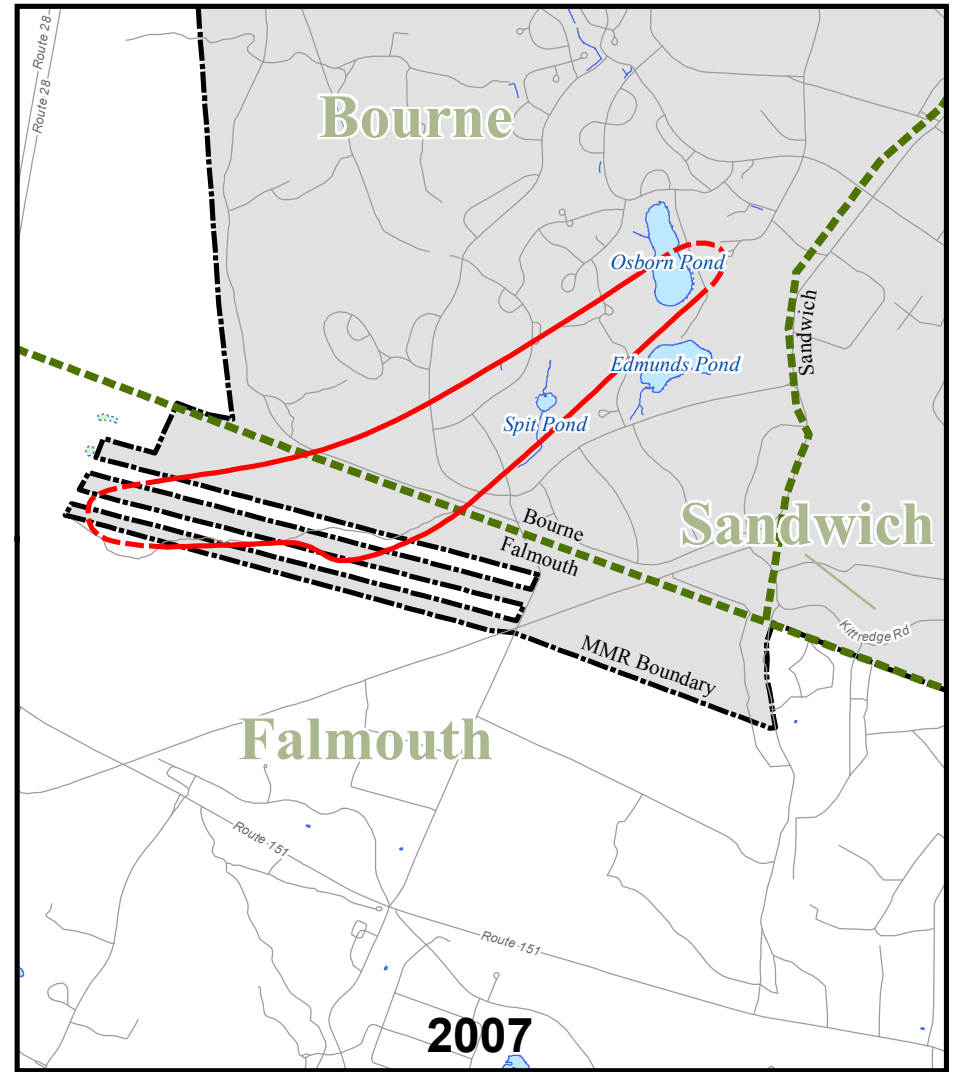 Route 28
Route 28
Bourne
Osborn Pond
Sandwich
Edmunds Pond
Spit Pond
Sandwich
Bourne
Falmouth
Kittredge Rd
MMR Boundary
Falmouth
Route 151
Route 151
2007